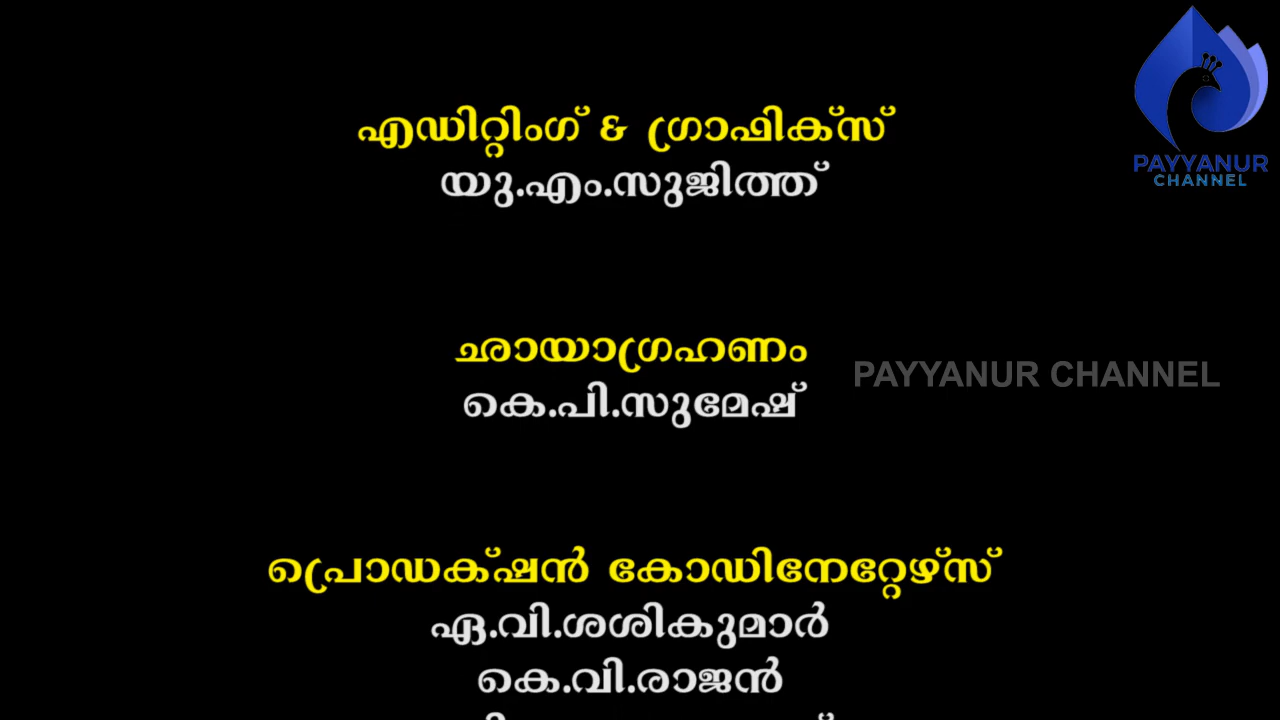 എഡിറ്റിംഗ് & ഗ്രാഫിക്സ്
യു.എം.സുജിത്ത്
ഛായാഗ്രഹണം
കെ.പി.സുമേഷ്
പ്രൊഡക്ഷൻ കോഡിനേറ്റേഴ്സ്
ഏ.വി.ശശികുമാർ
കെ.വി.രാജൻ
PAYYANUR
CHANNEL
PAYYANUR CHANNEL